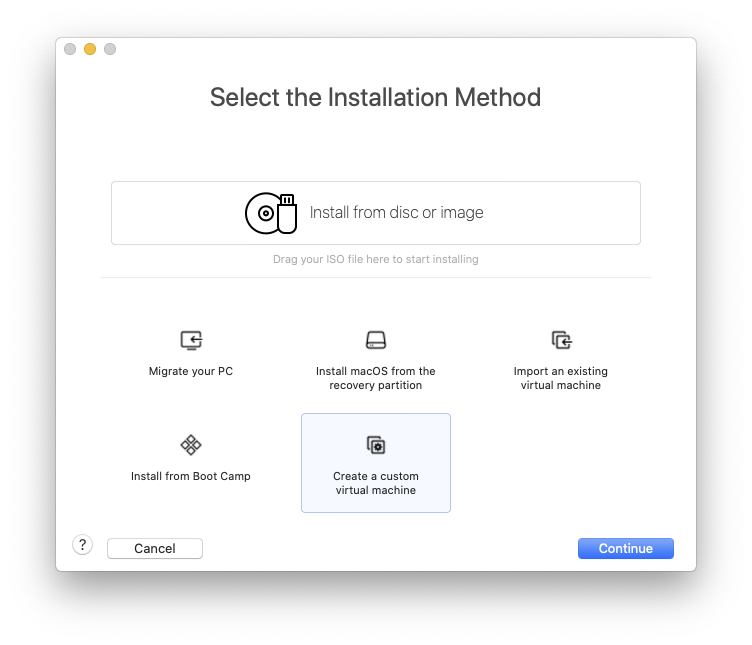 Select the Installation Method
Install from disc or image
Drag your ISO file here to start installing
Migrate your PC
Install macOS from the
recovery partition
Import an existing
virtual machine
Install from Boot Camp
Create a custom
virtual machine
?
Cancel
Continue